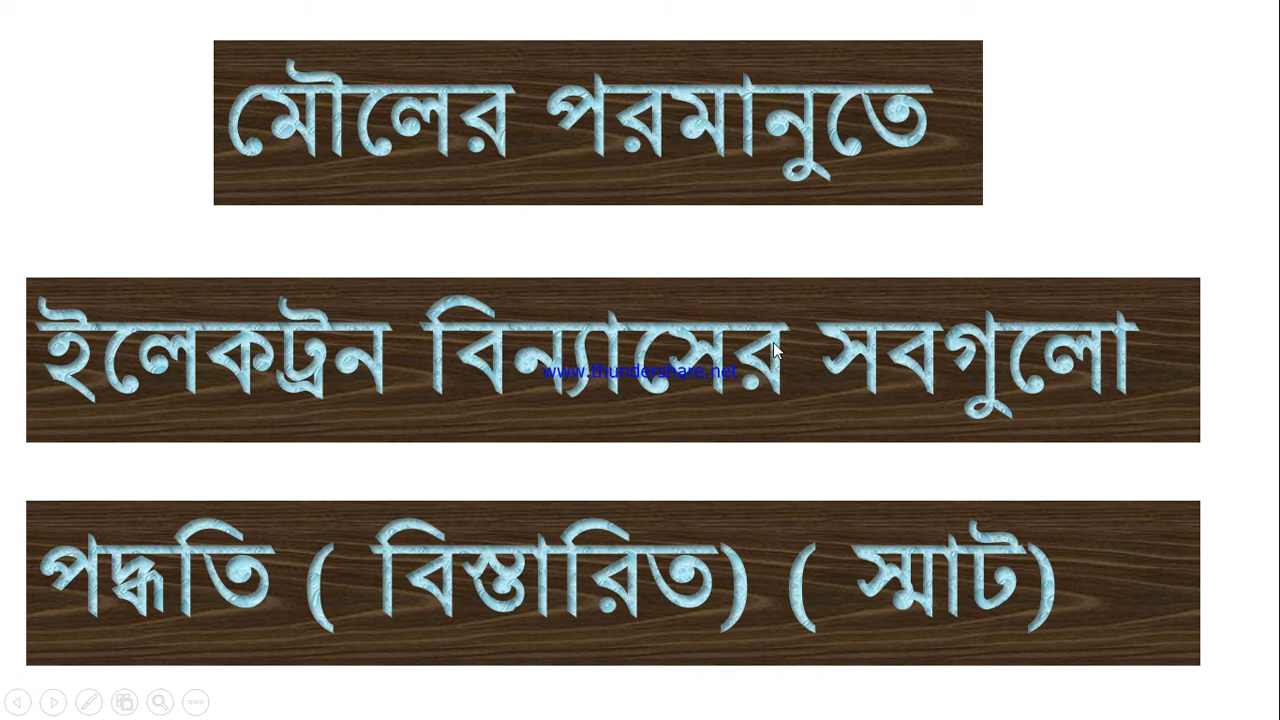 মৌলের পরমানুতে
ইলেকট্রন বিন্যাসের সবগুলো
www.thundershare.net
পদ্ধতি ( বিস্তারিত) ( স্মাট)